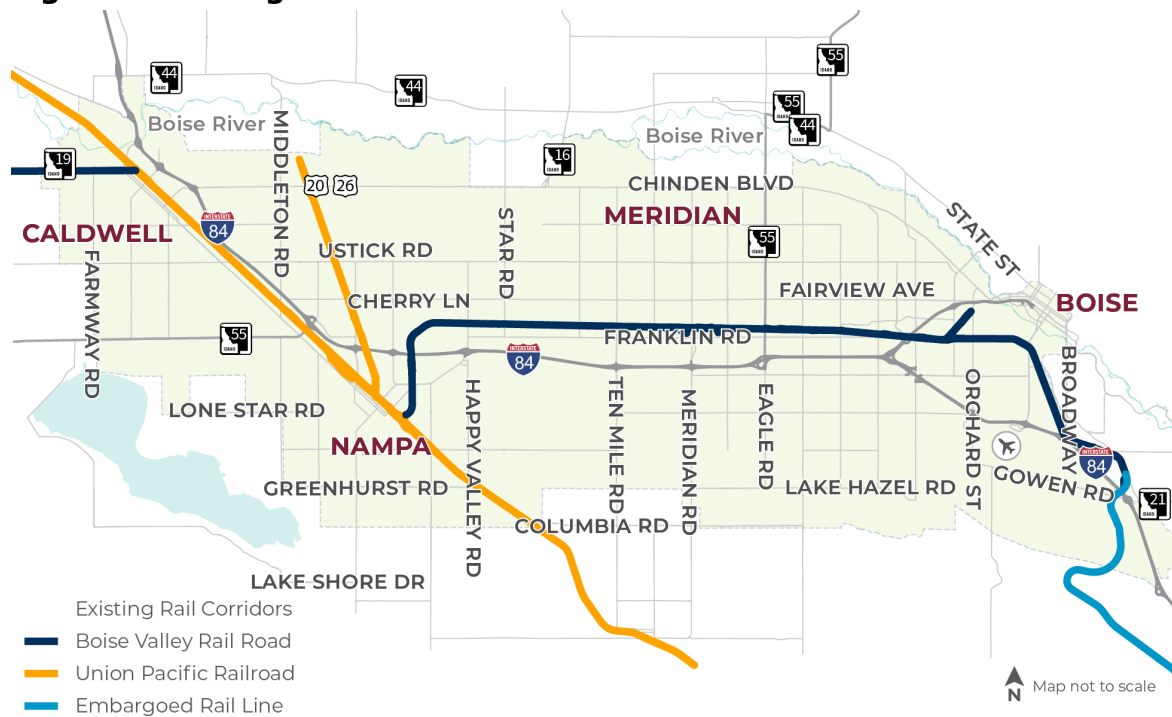 55
44
44
55
44
Boise River
MIDDLETON RD
Boise River
19
16
20 26
CHINDEN BLVD
MERIDIAN
STATE ST
INTERSTATE
84
CALDWELL
STAR RD
55
USTICK RD
FARMWAY RD
FAIRVIEW AVE
CHERRY LN
BOISE
55
FRANKLIN RD
INTERSTATE
84
BROADWAY
LONE STAR RD
HAPPY VALLEY RD
TEN MILE RD
MERIDIAN RD
EAGLE RD
ORCHARD ST
NAMPA
INTERSTATE
84
GREENHURST RD
LAKE HAZEL RD
GOWEN RD
21
COLUMBIA RD
LAKE SHORE DR
Existing Rail Corridors
Boise Valley Rail Road
Union Pacific Railroad
Embargoed Rail Line
N
Map not to scale